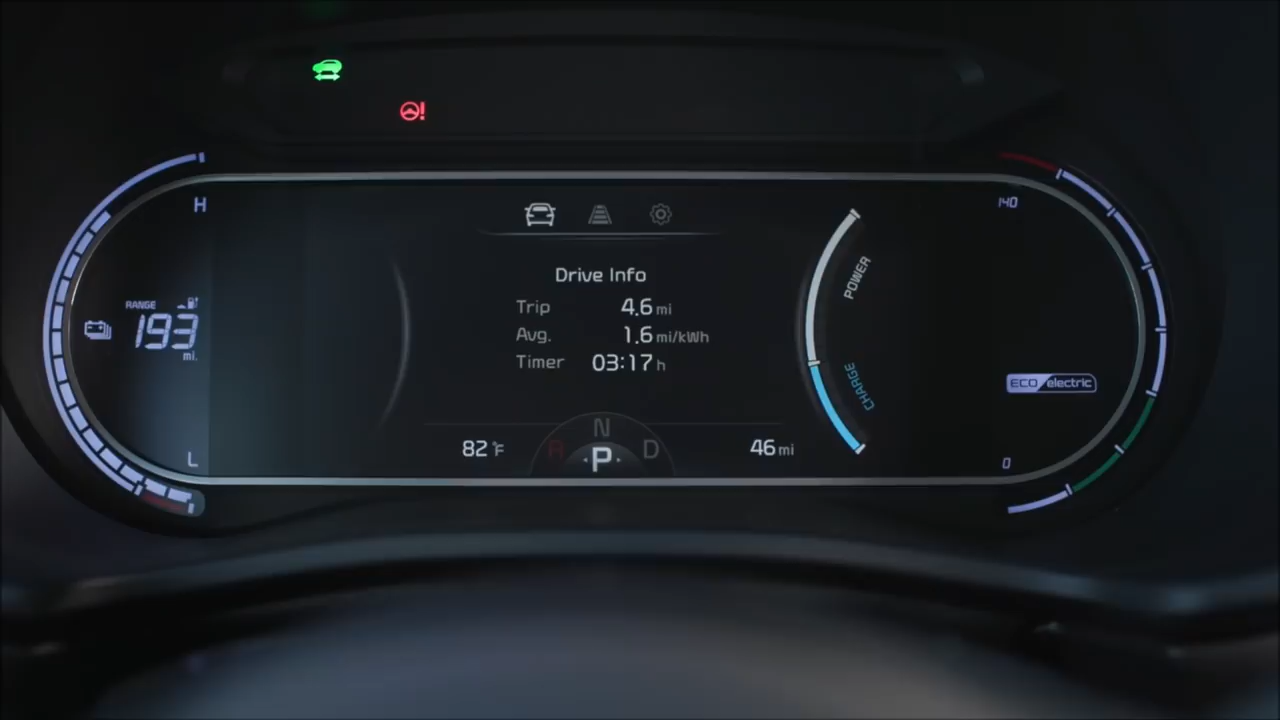 H
140
RANGE
193
mi.
Drive Info
Trip 4.6 mi
Avg. 1.6 mi/kWh
Timer 03:17 h
POWER
CHARGE
ECO electric
N
R P D
82 °F
46 mi
L
0